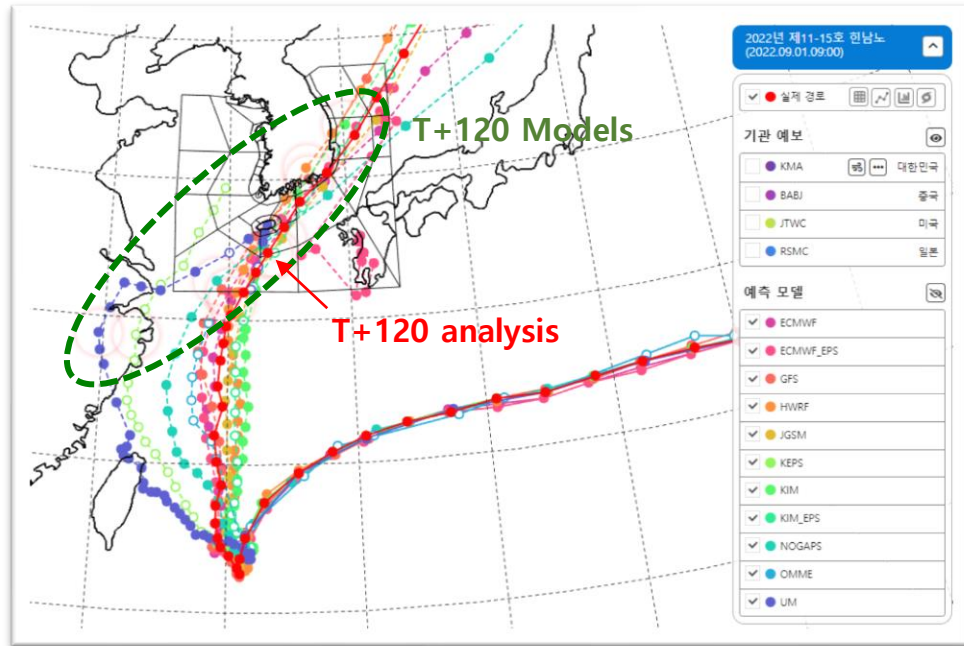 2022년 제11-15호 힌남노
(2022.09.01.09:00)
실제 경로
기관 예보
KMA 대한민국
BABJ 중국
JTWC 미국
RSMC 일본
예측 모델
ECMWF
ECMWF_EPS
GFS
HWRF
JGSM
KEPS
KIM
KIM_EPS
NOGAPS
OMME
UM
T+120 Models
T+120 analysis